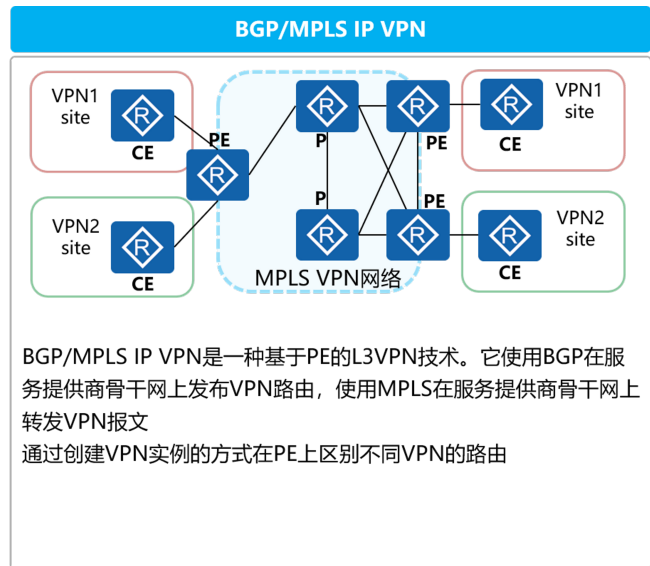 BGP/MPLS IP VPN
VPN1
site
R
CE
PE
R
VPN2
site
R
CE
R
P
R
PE
P
R
PE
R
MPLS VPN网络
VPN1
site
R
CE
VPN2
site
R
CE
BGP/MPLS IP VPN是一种基于PE的L3VPN技术。它使用BGP在服
务提供商骨干网上发布VPN路由，使用MPLS在服务提供商骨干网上
转发VPN报文
通过创建VPN实例的方式在PE上区别不同VPN的路由